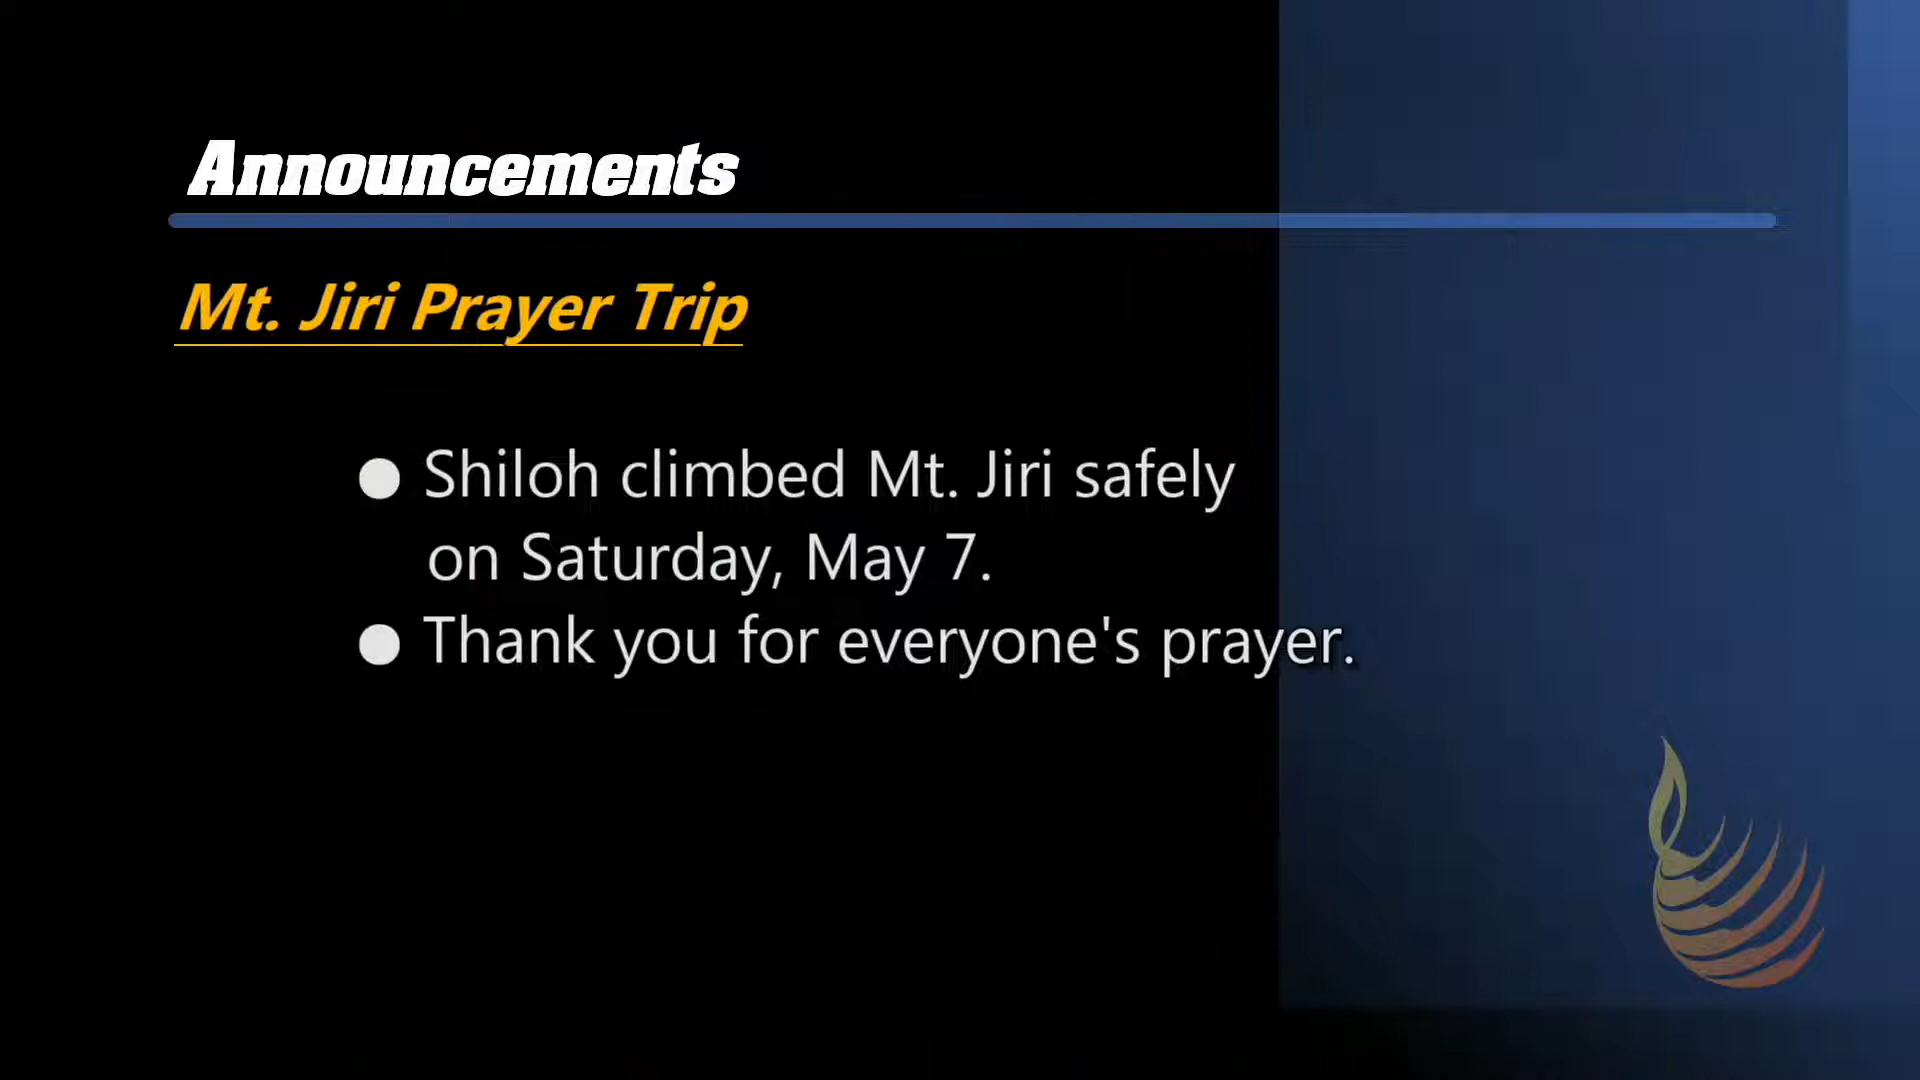 Announcements
Mt. Jiri Prayer Trip
● Shiloh climbed Mt. Jiri safely
on Saturday, May 7.
● Thank you for everyone's prayer.